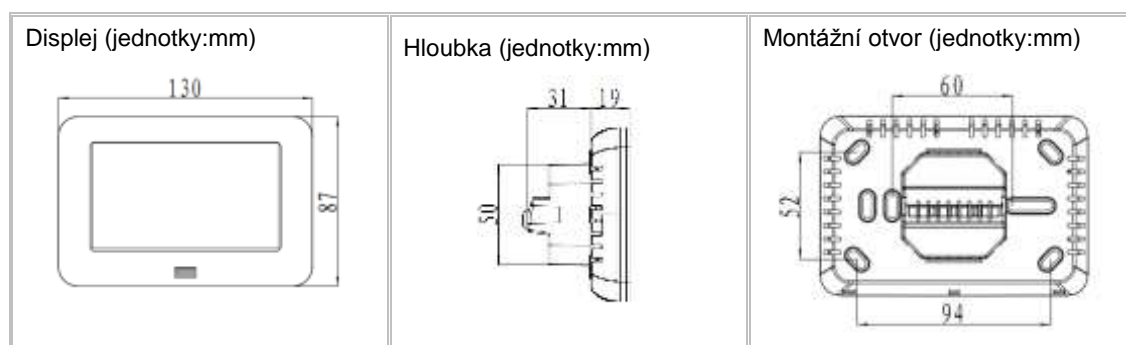 Displej (jednotky:mm)
130
87
Hloubka (jednotky:mm)
31 19
50
Montážní otvor (jednotky:mm)
60
52
94